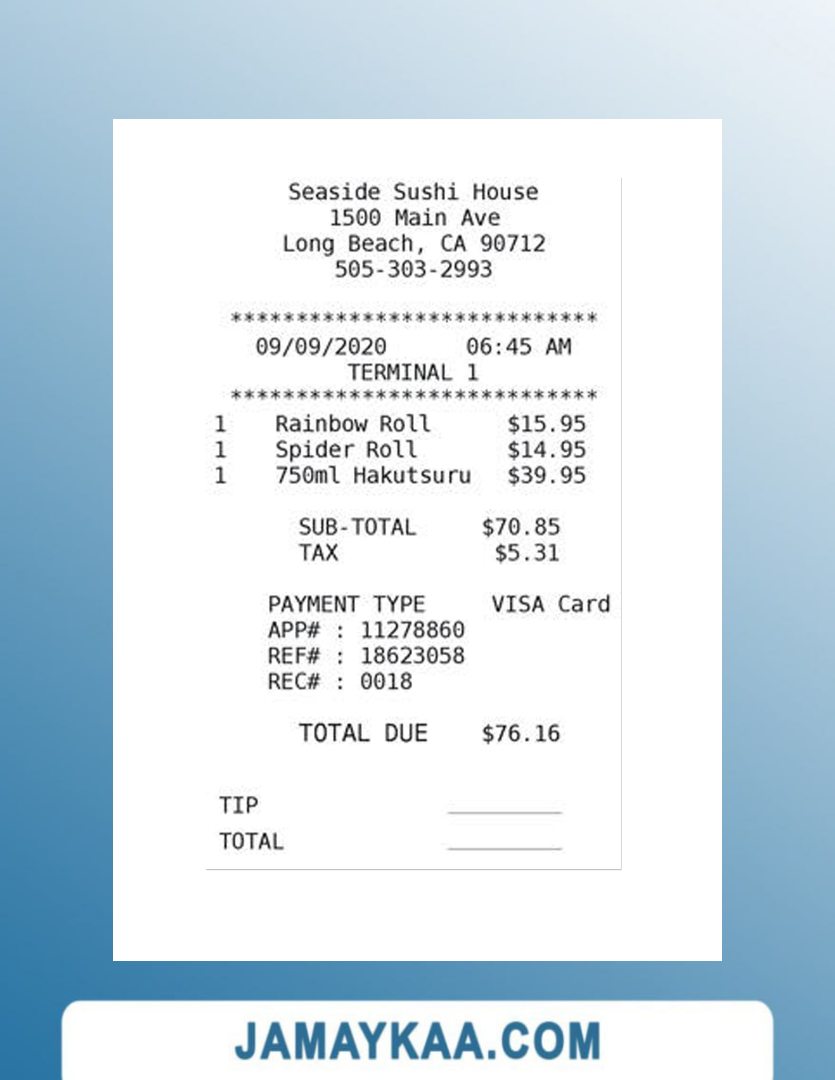 Seaside Sushi House
1500 Main Ave
Long Beach, CA 90712
505-303-2993
****************************
09/09/2020 06:45 AM
TERMINAL 1
****************************
1 Rainbow Roll $15.95
1 Spider Roll $14.95
1 750ml Hakutsuru $39.95
SUB-TOTAL $70.85
TAX $5.31
PAYMENT TYPE VISA Card
APP# : 11278860
REF# : 18623058
REC# : 0018
TOTAL DUE $76.16
TIP ________
TOTAL ________
JAMAYKAA.COM